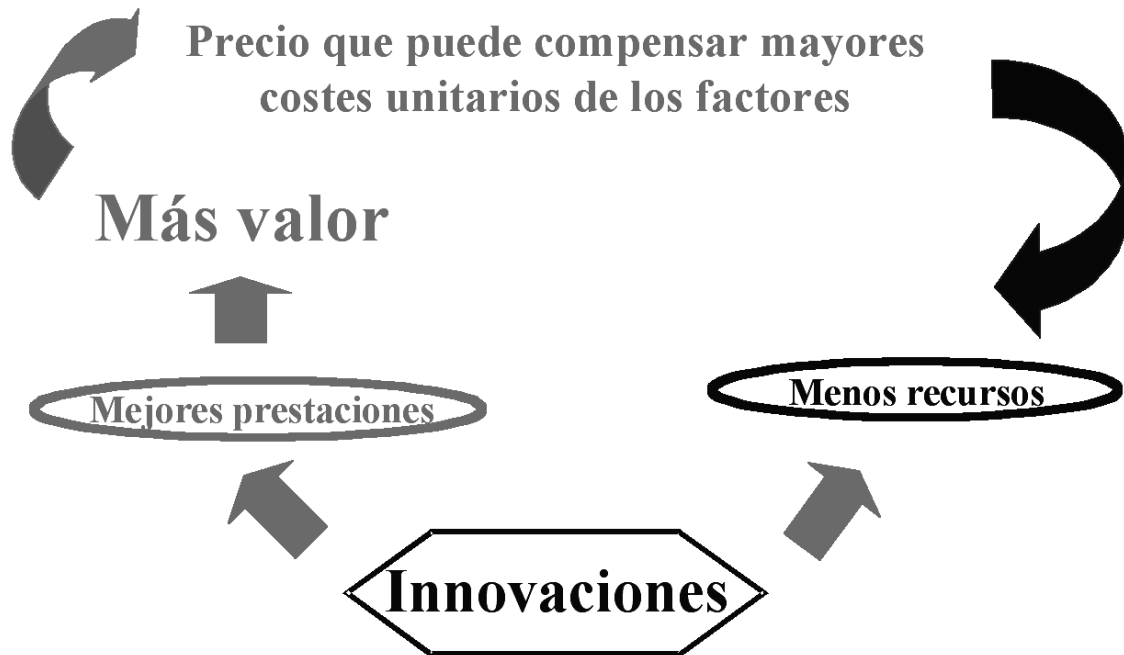 Precio que puede compensar mayores
costes unitarios de los factores
Más valor
Mejores prestaciones
Menos recursos
Innovaciones